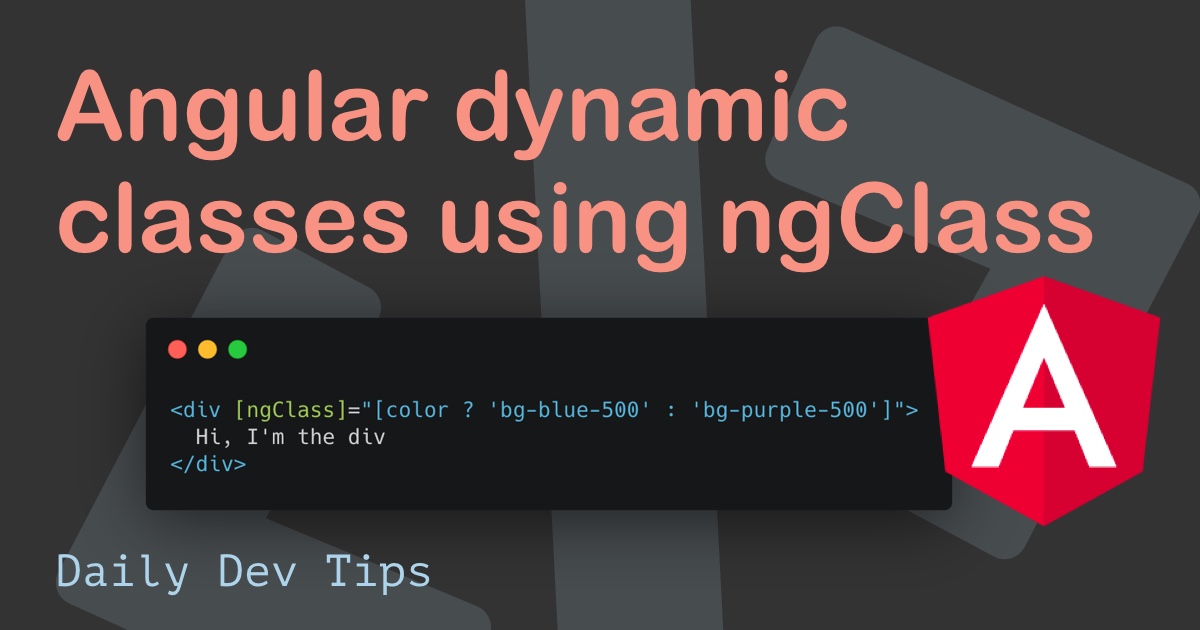 Angular dynamic
classes using ngClass
<div [ngClass]="[color ? 'bg-blue-500' : 'bg-purple-500']">
  Hi, I'm the div
</div>
A
Daily Dev Tips